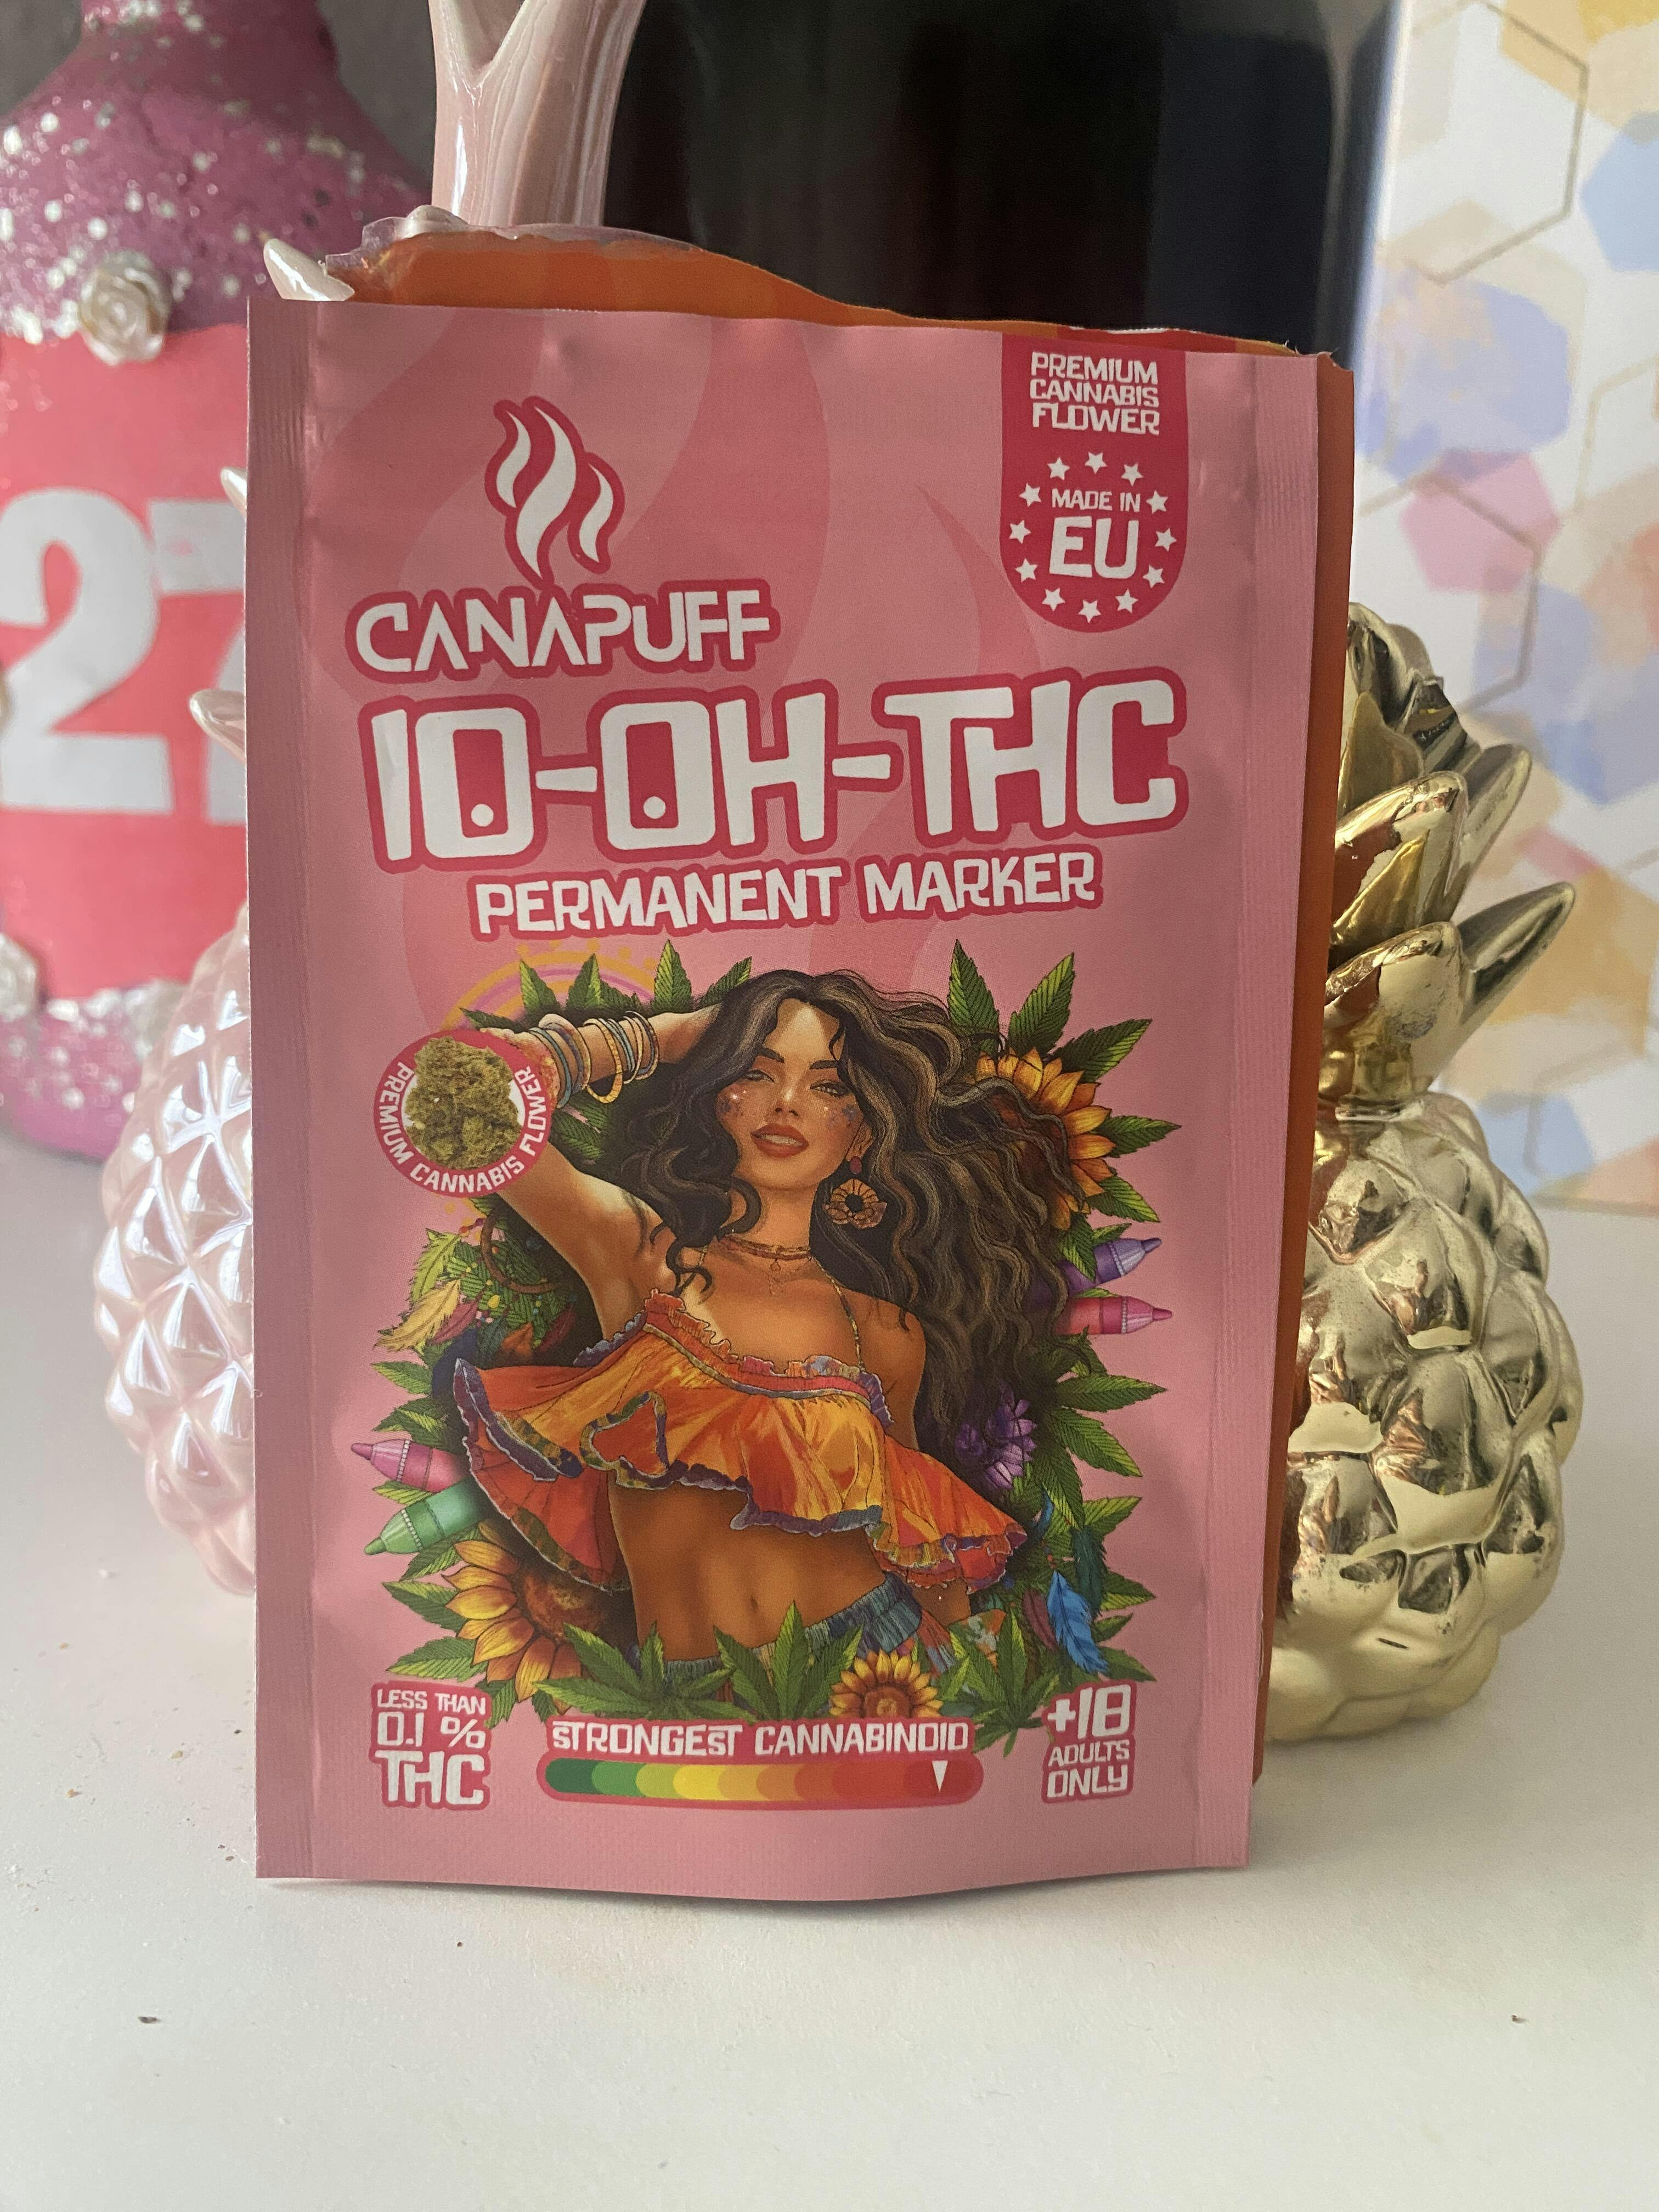 PREMIUM
CANNABIS
FLOWER
MADE IN
EU
CANAPUFF
10-OH-THC
PERMANENT MARKER
PREMIUM CANNABIS FLOWER
LESS THAN
0.1 %
THC
STRONGEST CANNABINOID
+18
ADULTS
ONLY
27